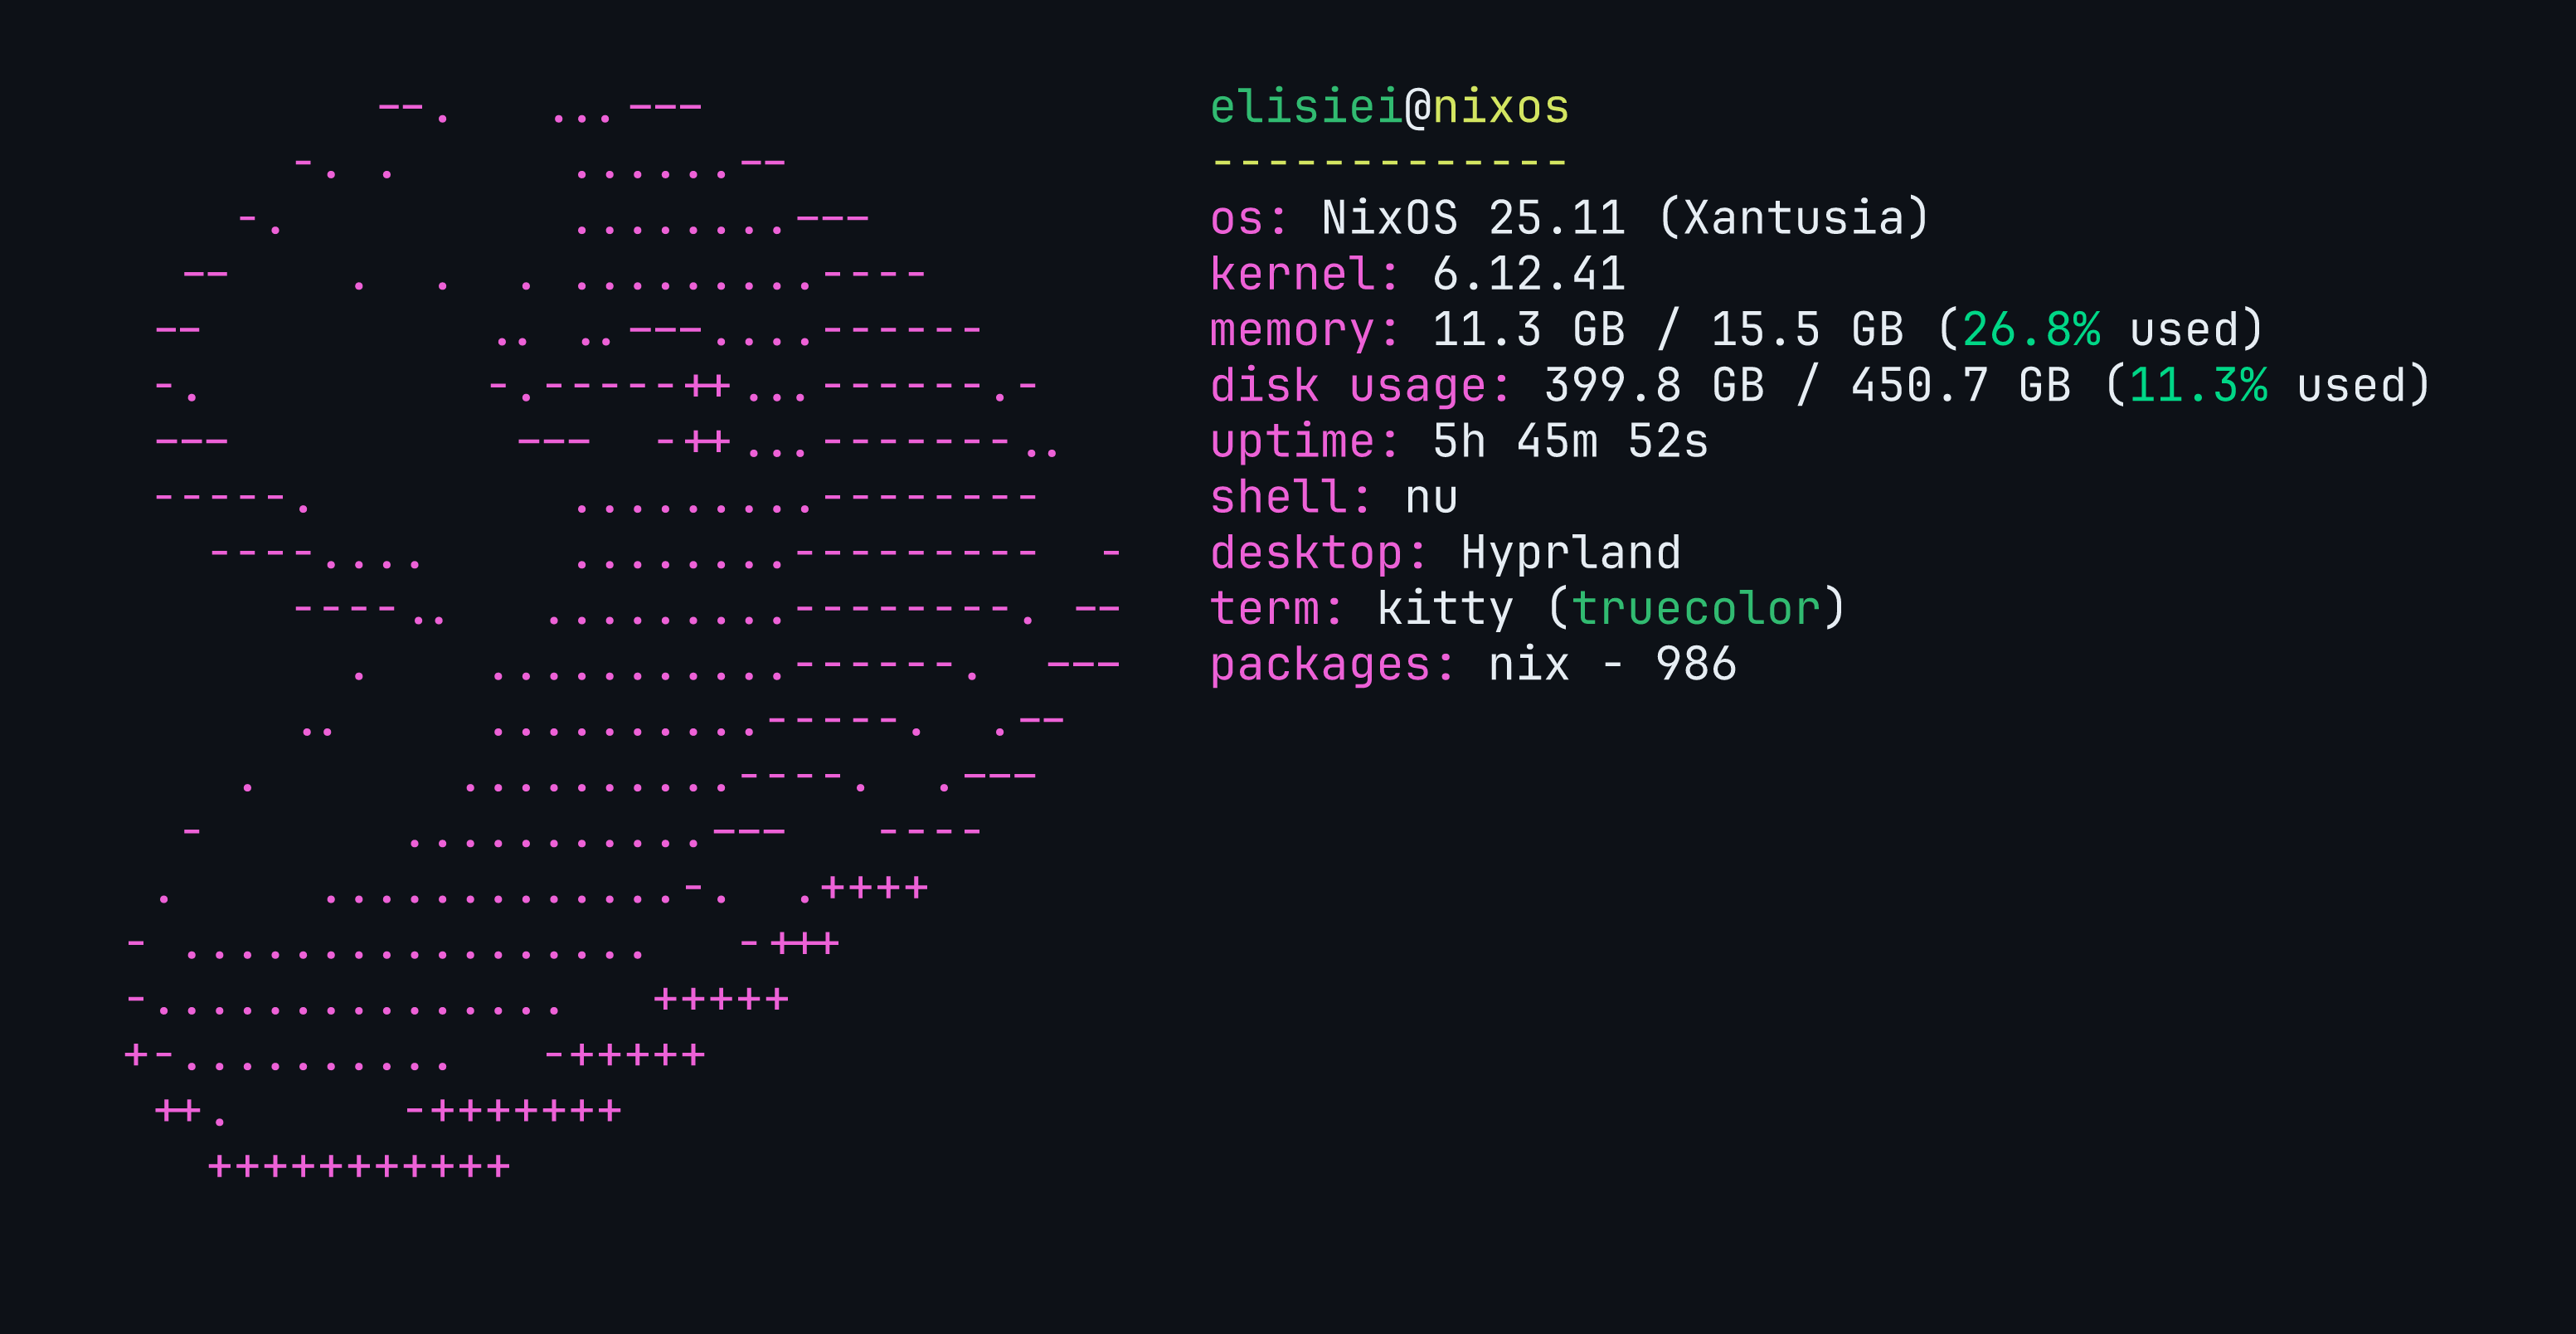 elisiei@nixos
-------------
os: NixOS 25.11 (Xantusia)
kernel: 6.12.41
memory: 11.3 GB / 15.5 GB (26.8% used)
disk usage: 399.8 GB / 450.7 GB (11.3% used)
uptime: 5h 45m 52s
shell: nu
desktop: Hyprland
term: kitty (truecolor)
packages: nix - 986